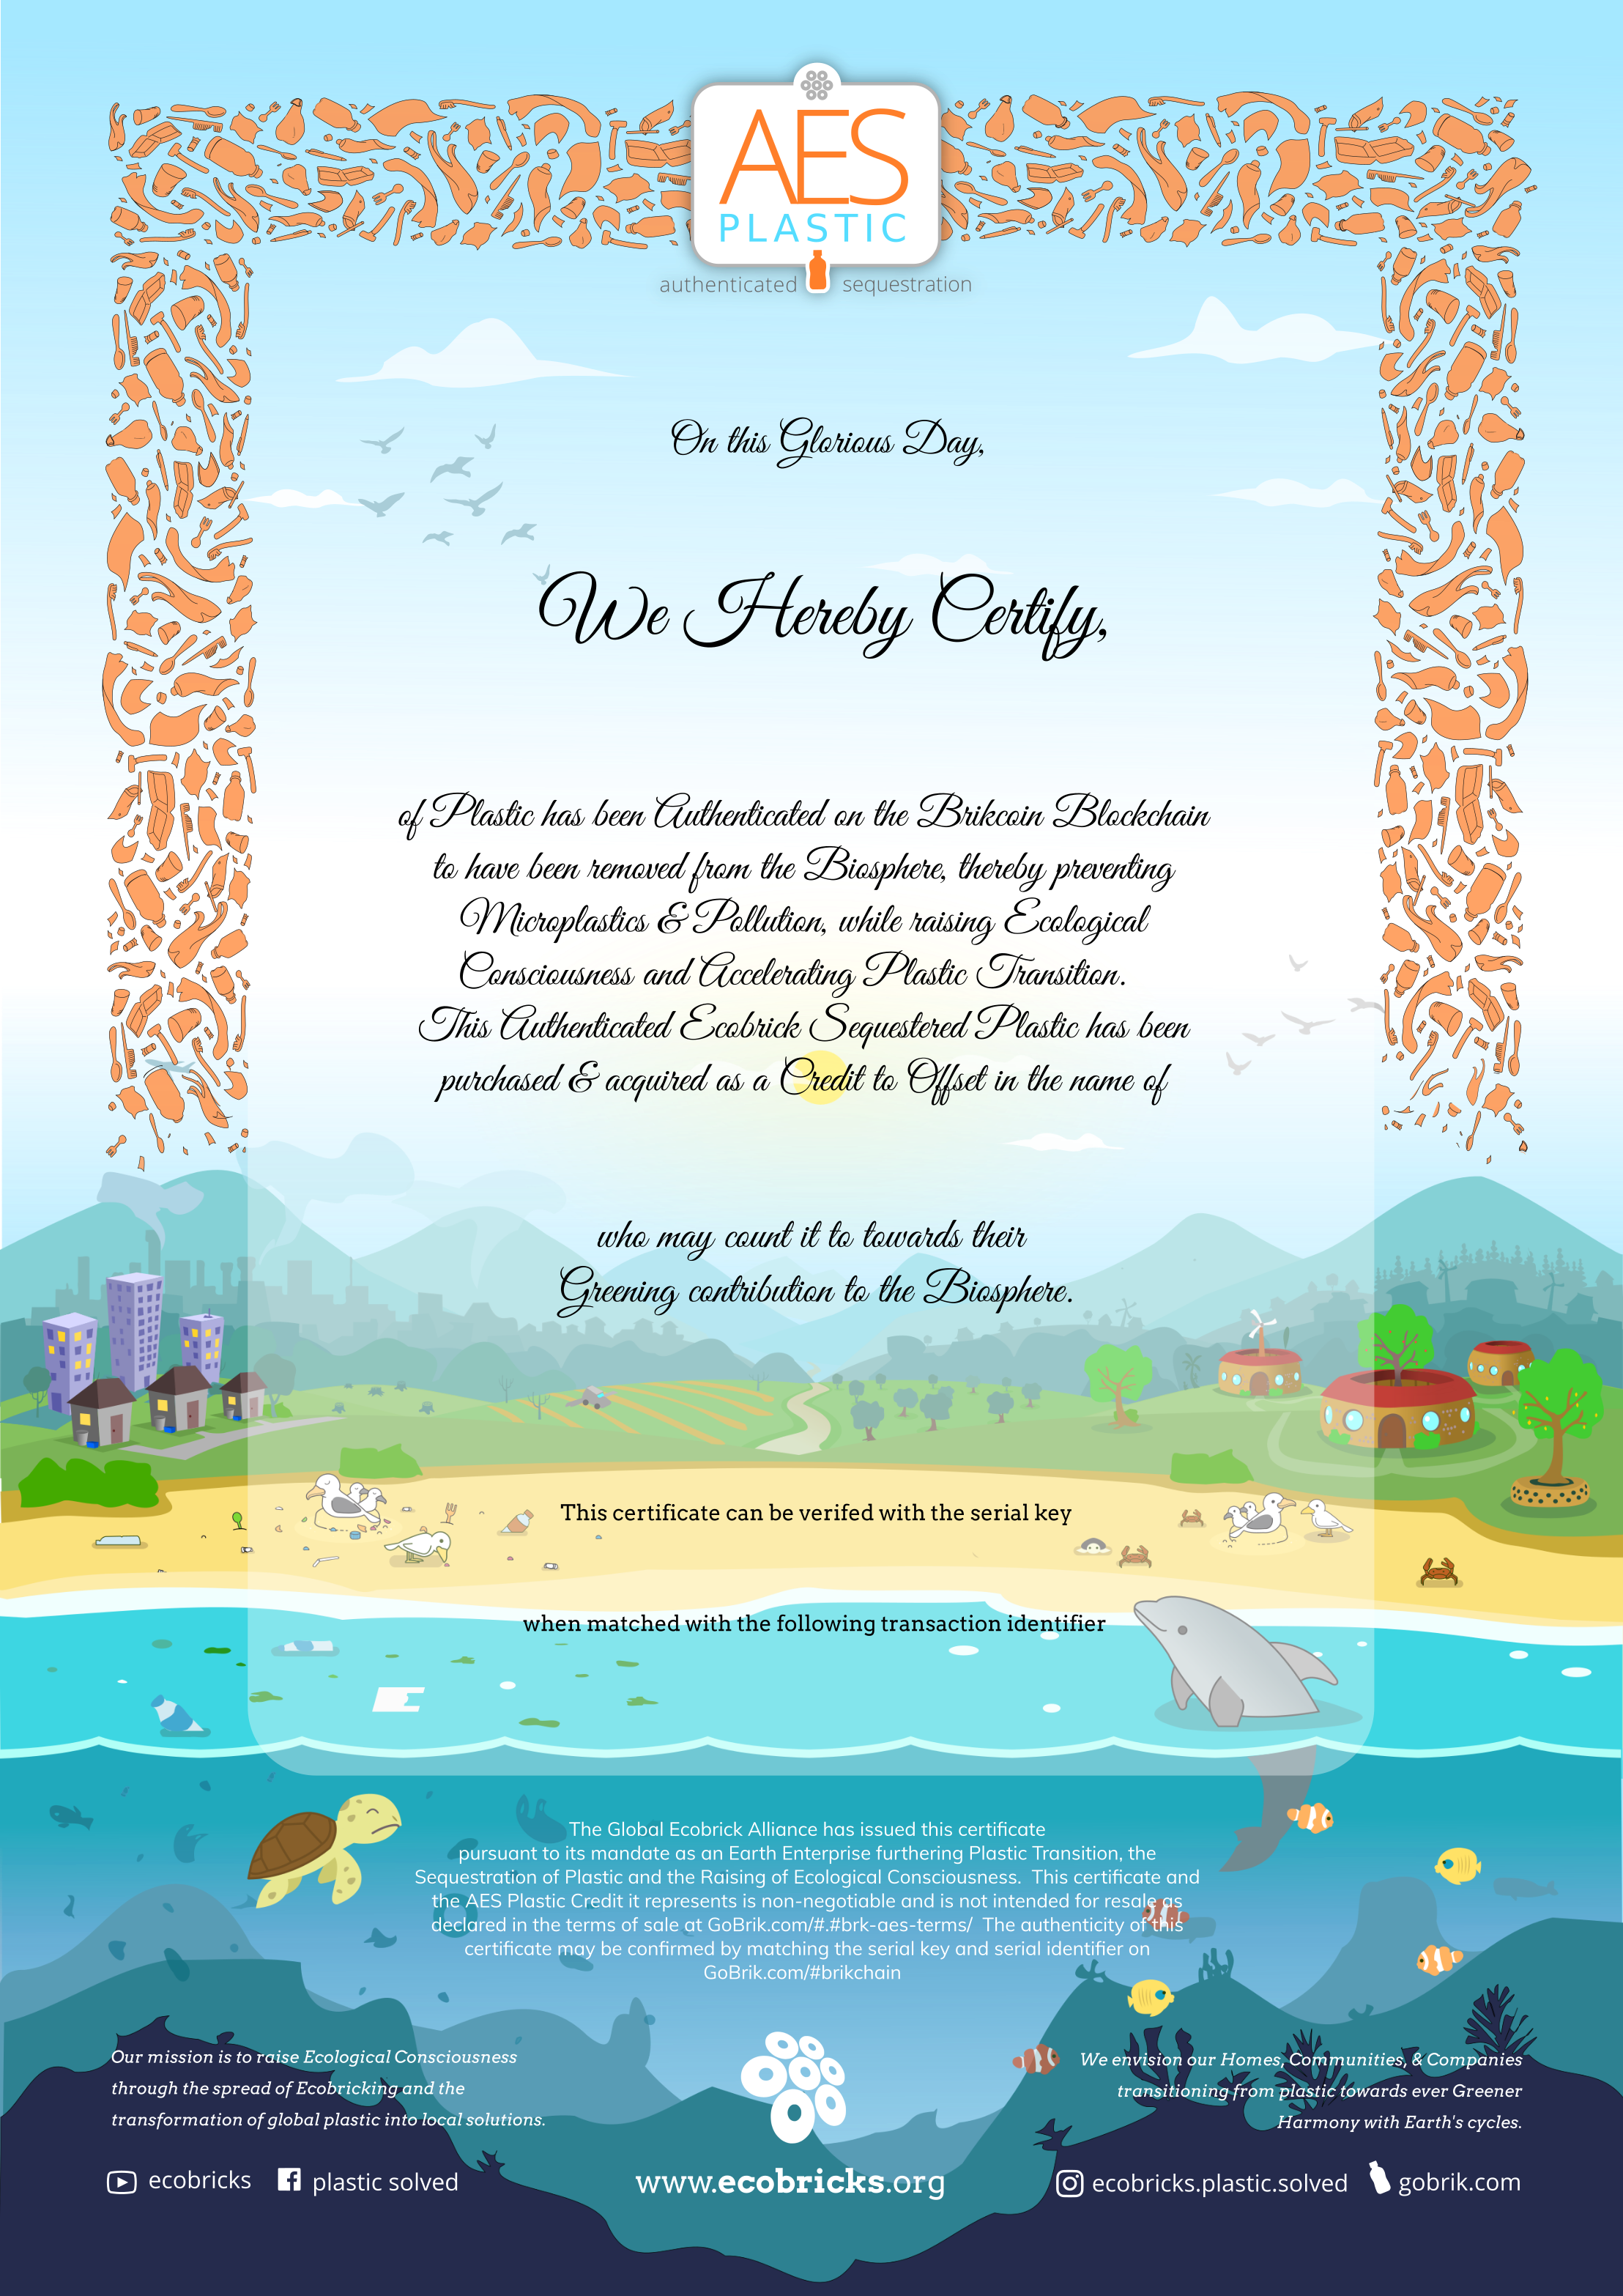 AES
PLASTIC
authenticated sequestration
On this Glorious Day,
We Hereby Certify,
of Plastic has been Authenticated on the Brikcoin Blockchain
to have been removed from the Biosphere, thereby preventing
Microplastics & Pollution, while raising Ecological
Consciousness and Accelerating Plastic Transition.
This Authenticated Ecobrick Sequestered Plastic has been
purchased & acquired as a Credit to Offset in the name of
who may count it to towards their
Greening contribution to the Biosphere.
This certificate can be verifed with the serial key
when matched with the following transaction identifier
The Global Ecobrick Alliance has issued this certificate
pursuant to its mandate as an Earth Enterprise furthering Plastic Transition, the
Sequestration of Plastic and the Raising of Ecological Consciousness. This certificate and
the AES Plastic Credit it represents is non-negotiable and is not intended for resale as
declared in the terms of sale at GoBrik.com/#.#brk-aes-terms/ The authenticity of this
certificate may be confirmed by matching the serial key and serial identifier on
GoBrik.com/#brikchain
Our mission is to raise Ecological Consciousness
through the spread of Ecobricking and the
transformation of global plastic into local solutions.
We envision our Homes, Communities, & Companies
transitioning from plastic towards ever Greener
Harmony with Earth's cycles.
ecobricks plastic solved www.ecobricks.org ecobricks.plastic.solved gobrik.com